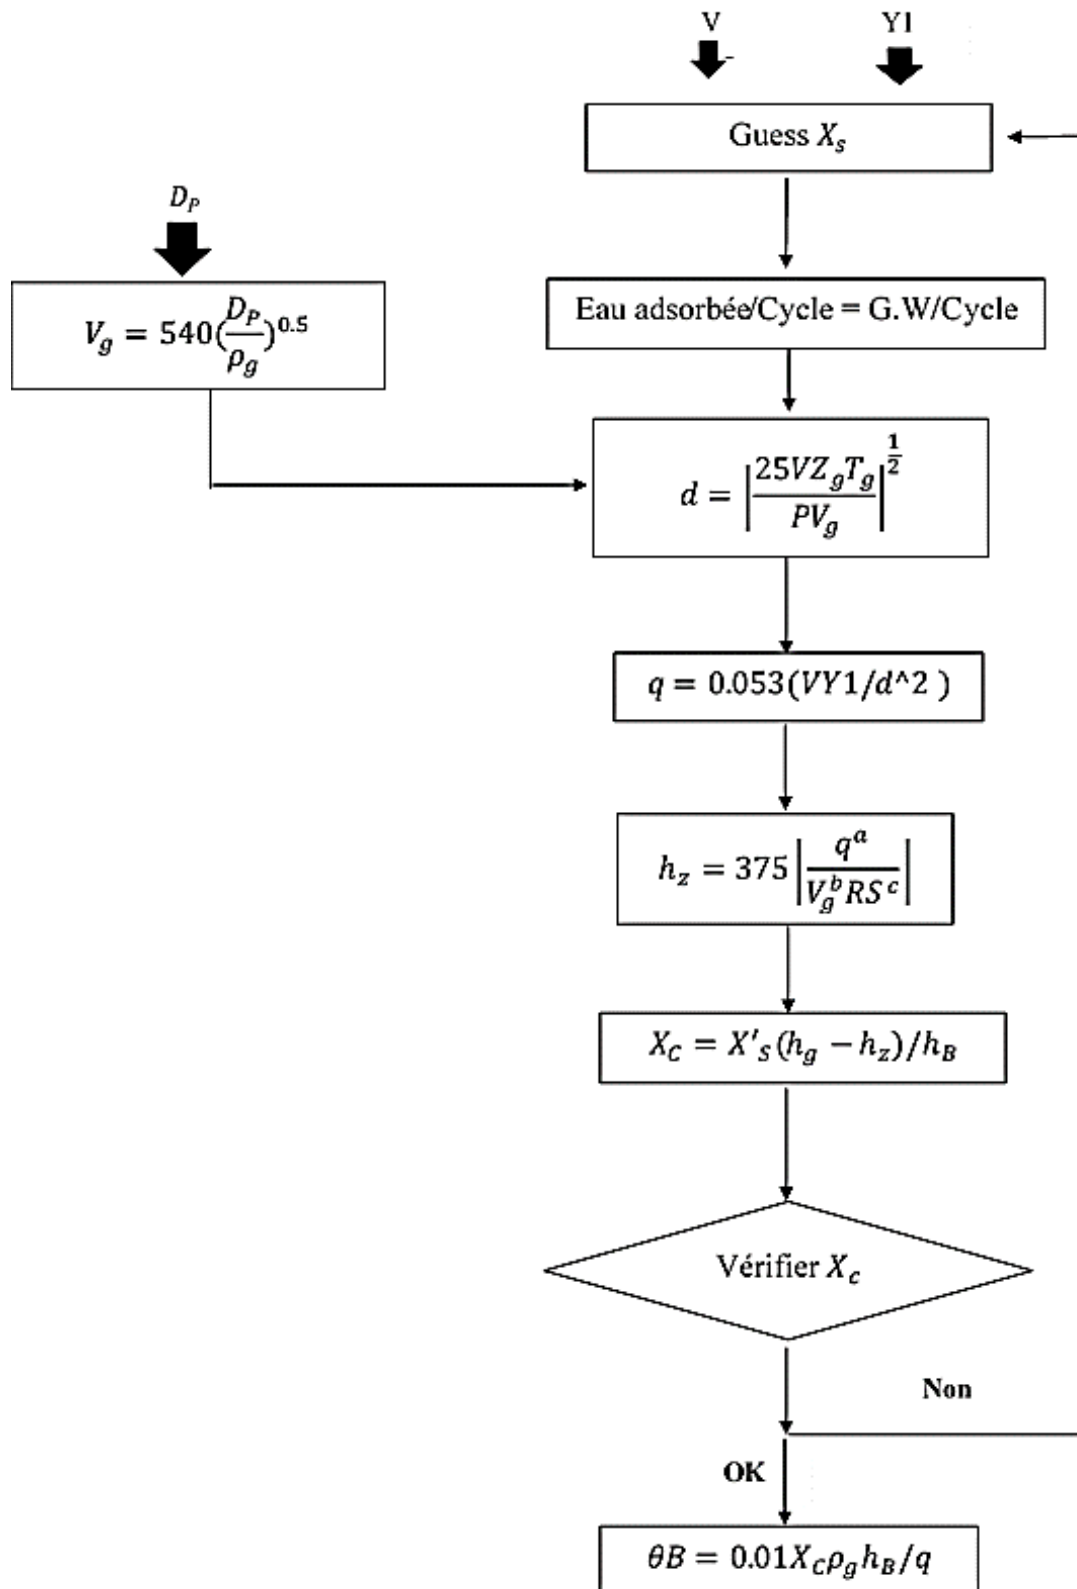 V Y1
Guess X_s
D_P
V_g = 540(D_P/ρ_g)^0.5
Eau adsorbée/Cycle = G.W/Cycle
d = |25VZ_gT_g/PV_g|^1/2
q = 0.053(VY1/d^2 )
h_z = 375 |q^a/V_g^b RS^c|
X_C = X'_S(h_g − h_z)/h_B
Vérifier X_c
Non
OK
θB = 0.01X_Cρ_gh_B/q